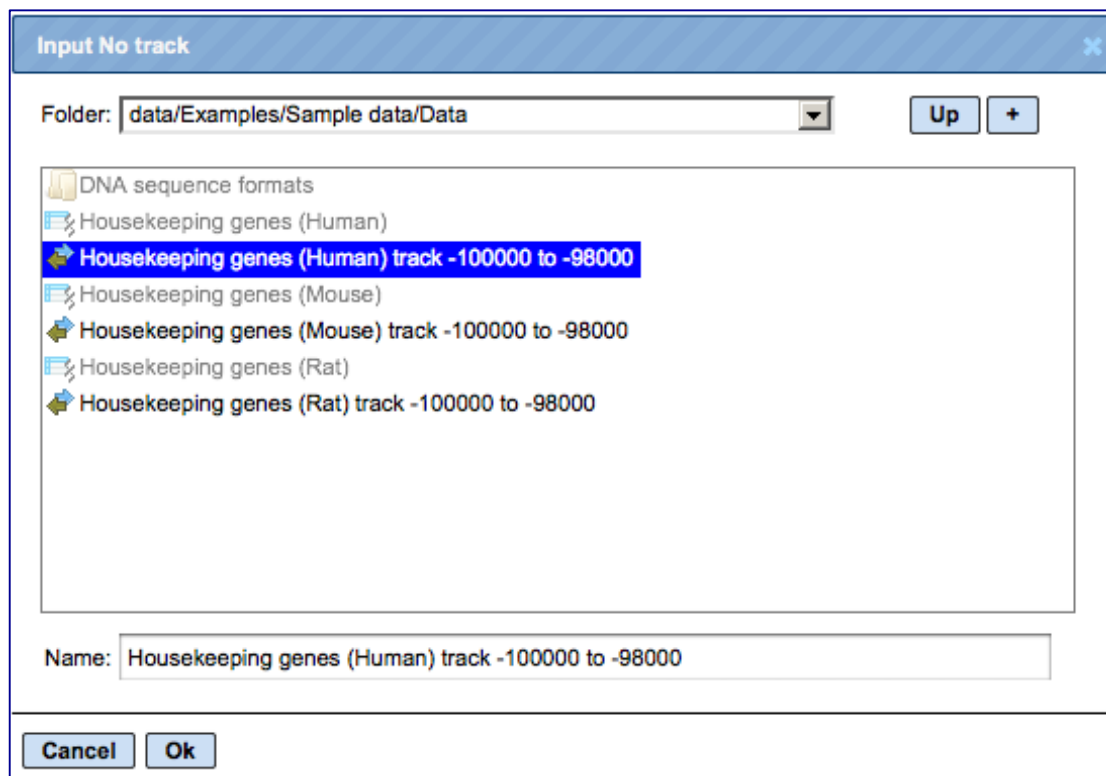 Input No track
Folder: data/Examples/Sample data/Data Up +
DNA sequence formats
Housekeeping genes (Human)
Housekeeping genes (Human) track -100000 to -98000
Housekeeping genes (Mouse)
Housekeeping genes (Mouse) track -100000 to -98000
Housekeeping genes (Rat)
Housekeeping genes (Rat) track -100000 to -98000
Name: Housekeeping genes (Human) track -100000 to -98000
Cancel Ok